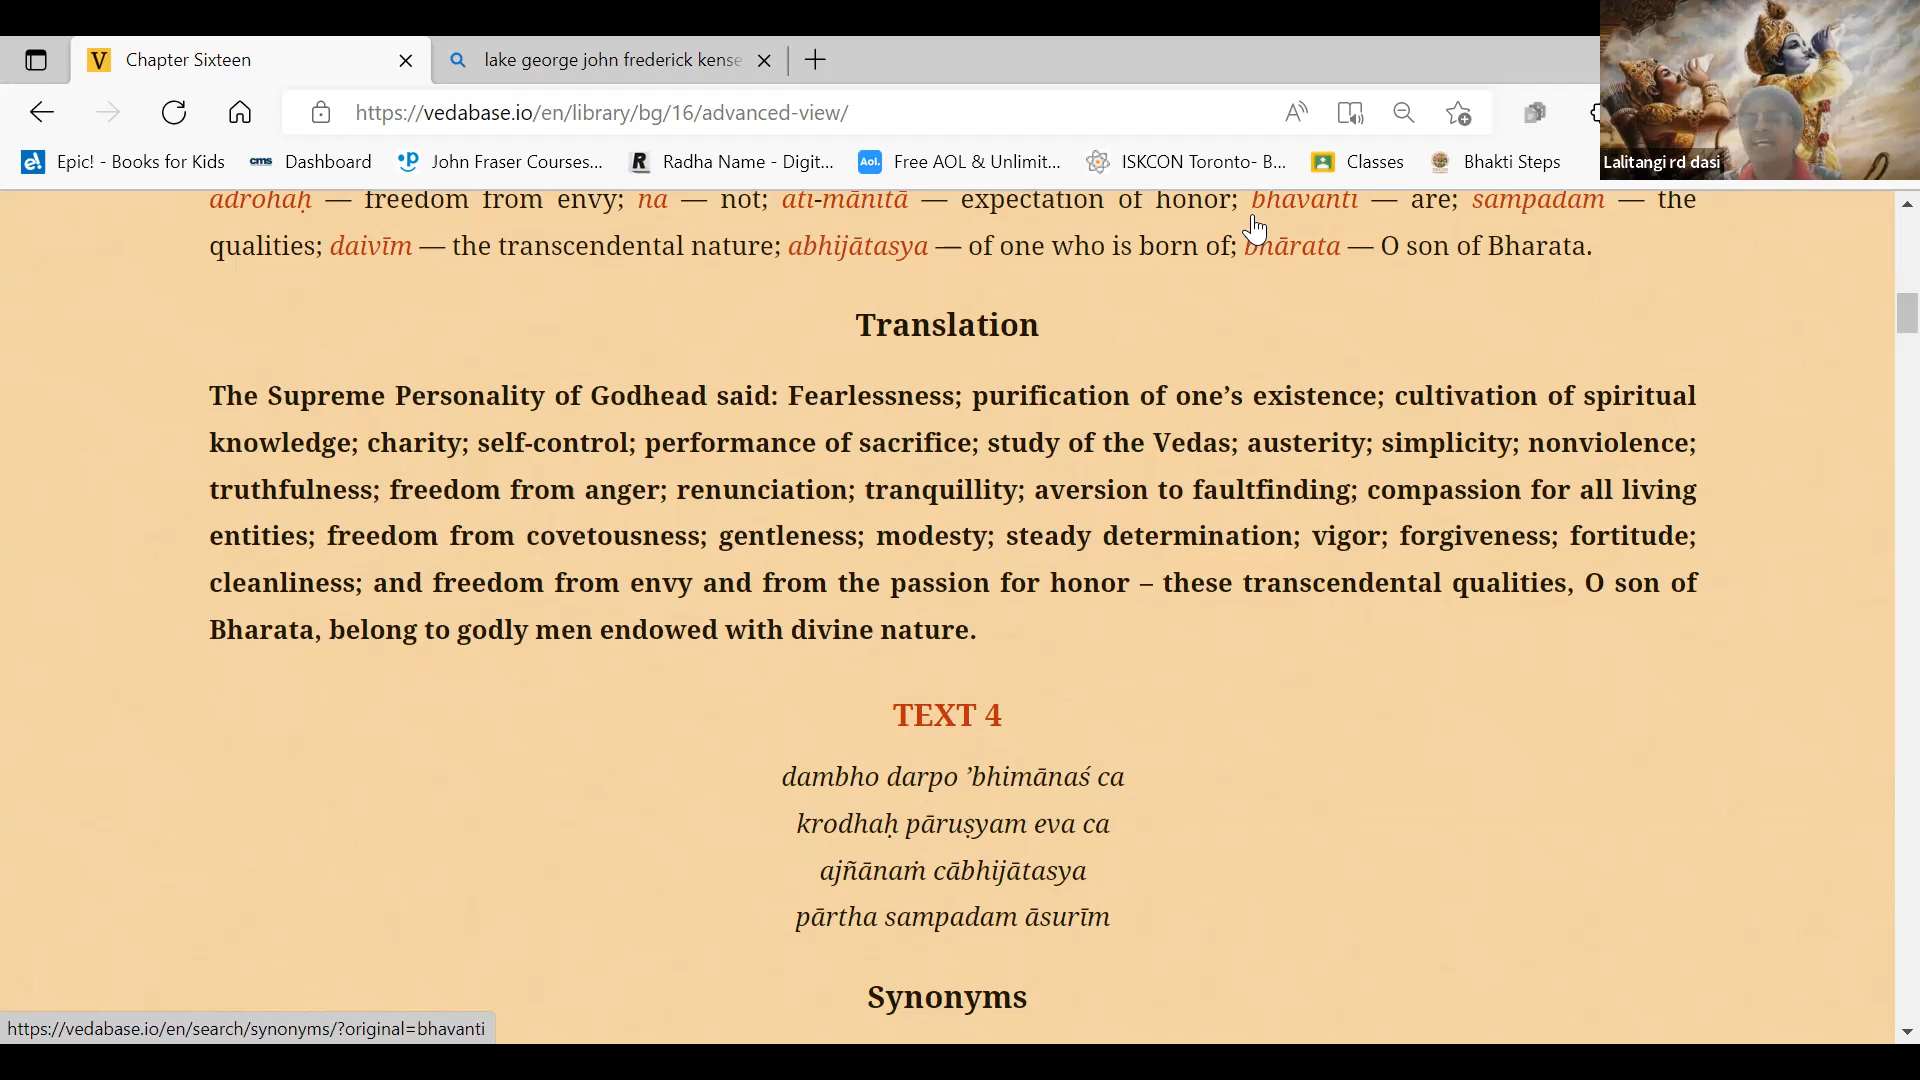 Chapter Sixteen
lake george john frederick kense
https://vedabase.io/en/library/bg/16/advanced-view/
Epic! - Books for Kids
cms Dashboard
John Fraser Courses...
R Radha Name - Digit...
Aol. Free AOL & Unlimit...
ISKCON Toronto- B...
Classes
Bhakti Steps
Lalitangi rd dasi
adrohaḥ — freedom from envy; na — not; ati-mānitā — expectation of honor; bhavanti — are; sampadam — the
qualities; daivīm — the transcendental nature; abhijātasya — of one who is born of; bhārata — O son of Bharata.
Translation
The Supreme Personality of Godhead said: Fearlessness; purification of one’s existence; cultivation of spiritual
knowledge; charity; self-control; performance of sacrifice; study of the Vedas; austerity; simplicity; nonviolence;
truthfulness; freedom from anger; renunciation; tranquillity; aversion to faultfinding; compassion for all living
entities; freedom from covetousness; gentleness; modesty; steady determination; vigor; forgiveness; fortitude;
cleanliness; and freedom from envy and from the passion for honor – these transcendental qualities, O son of
Bharata, belong to godly men endowed with divine nature.
TEXT 4
dambho darpo ’bhimānaś ca
krodhaḥ pāruṣyam eva ca
ajñānaṁ cābhijātasya
pārtha sampadam āsurīm
Synonyms
https://vedabase.io/en/search/synonyms/?original=bhavanti